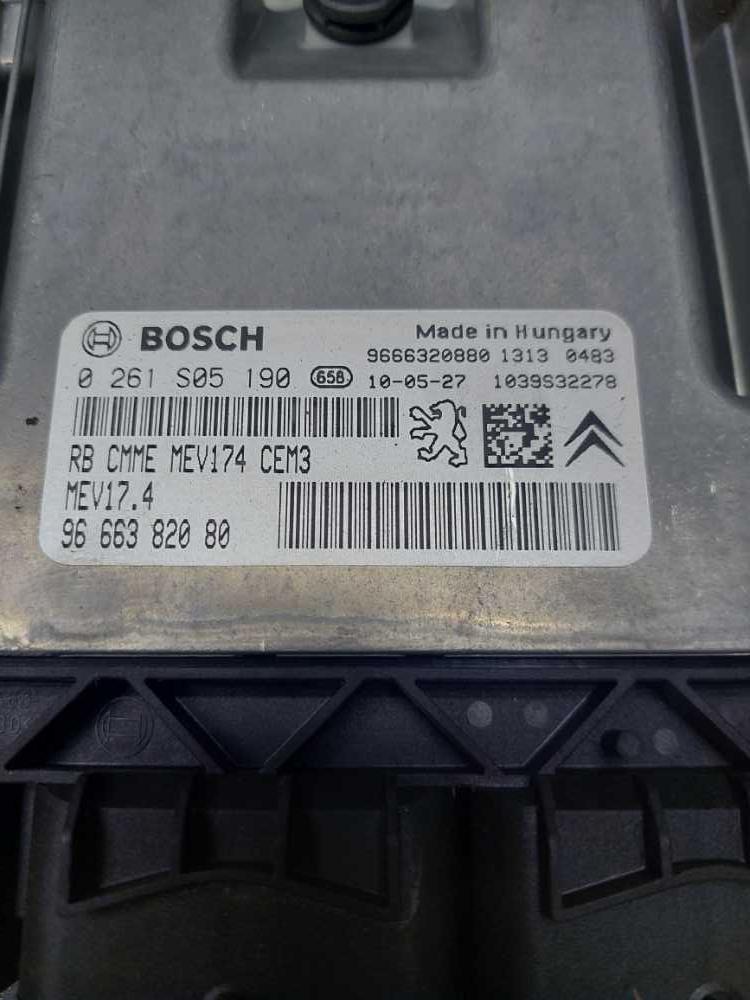 BOSCH
Made in Hungary
9666320880 1313 0483
0 261 S05 190 658 10-05-27 1039S32278
RB CMME MEV174 CEM3
MEV17.4
96 663 820 80